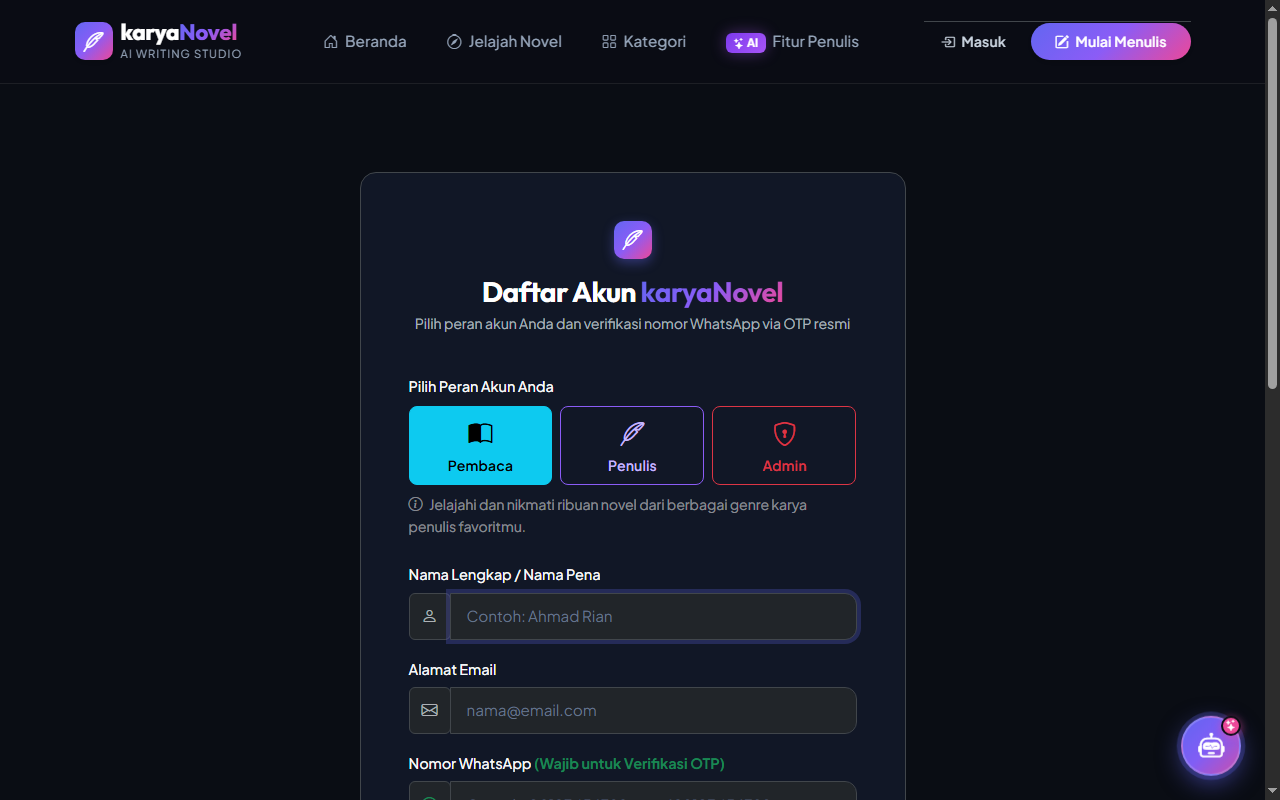 karyaNovel
AI WRITING STUDIO
Beranda
Jelajah Novel
Kategori
AI Fitur Penulis
Masuk
Mulai Menulis
Daftar Akun karyaNovel
Pilih peran akun Anda dan verifikasi nomor WhatsApp via OTP resmi
Pilih Peran Akun Anda
Pembaca
Penulis
Admin
Jelajahi dan nikmati ribuan novel dari berbagai genre karya
penulis favoritmu.
Nama Lengkap / Nama Pena
Contoh: Ahmad Rian
Alamat Email
nama@email.com
Nomor WhatsApp (Wajib untuk Verifikasi OTP)